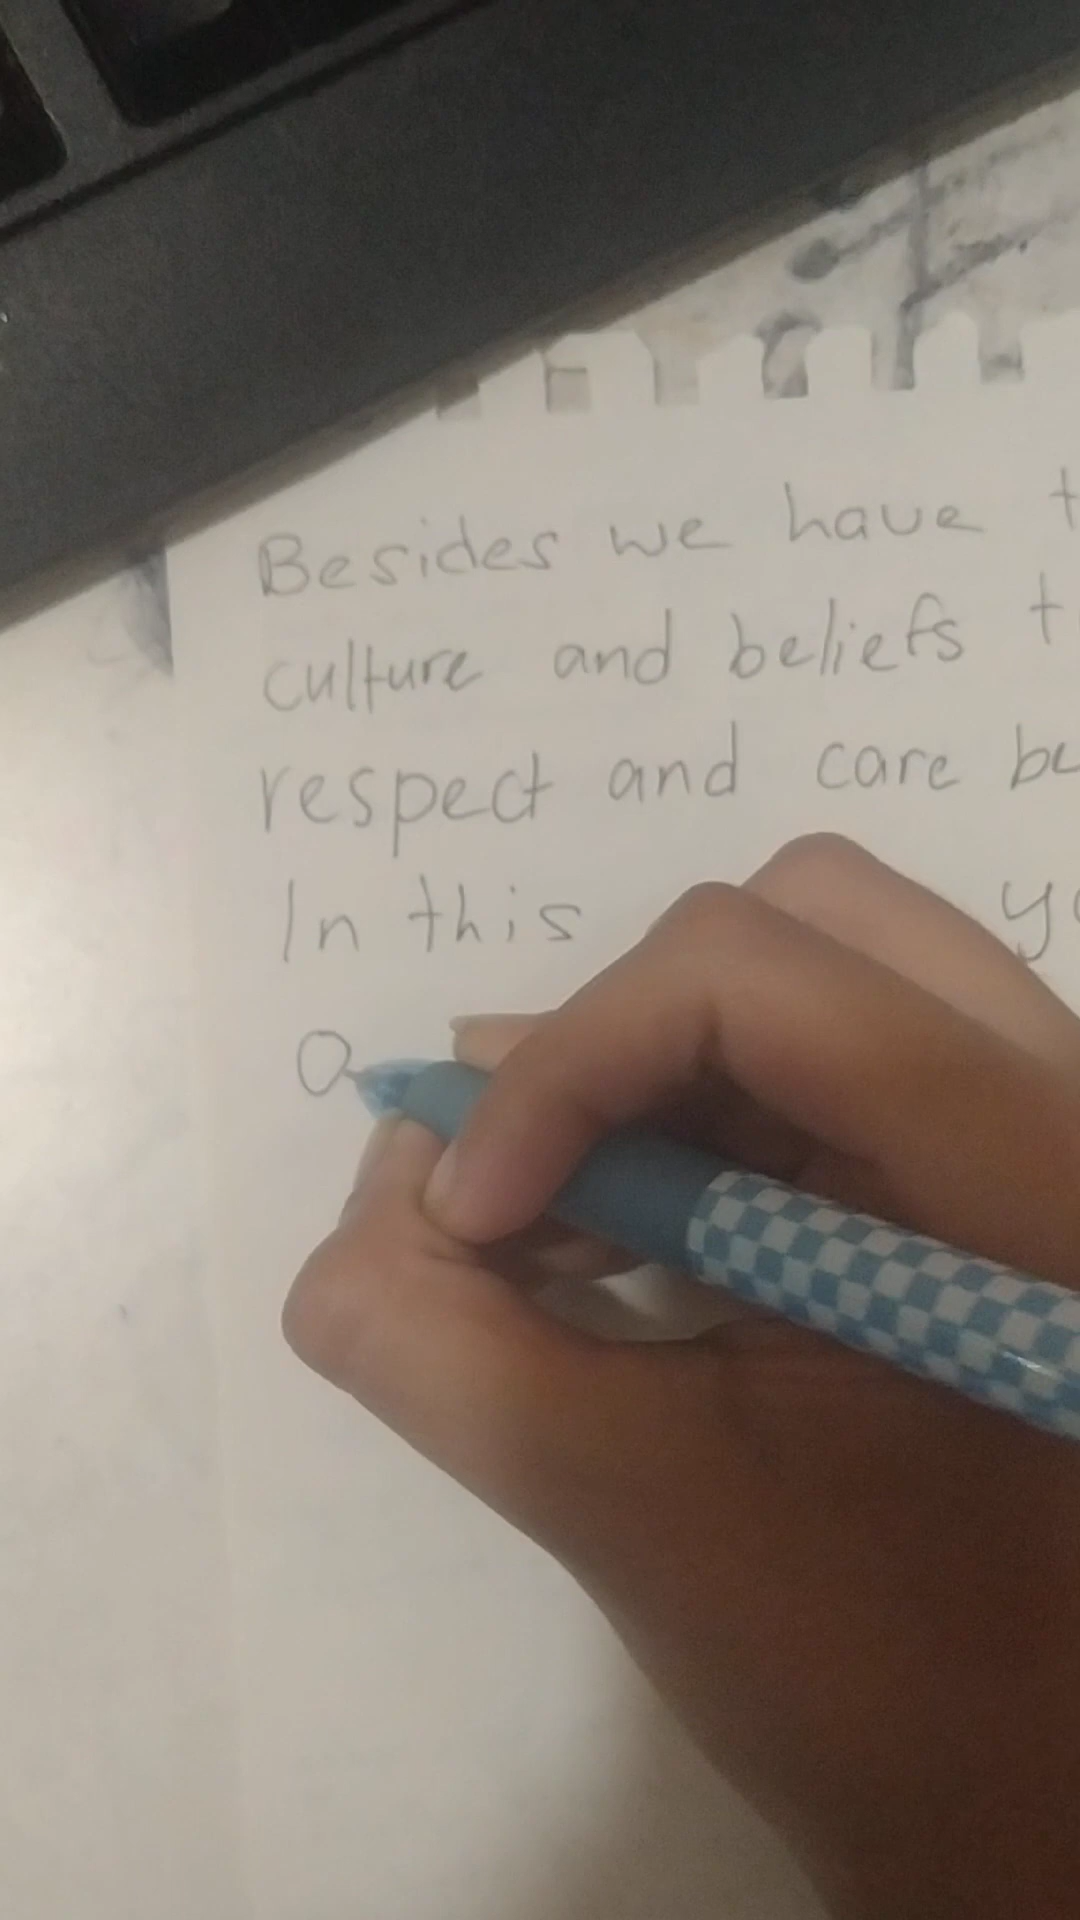 Besides we have
culture and beliefs
respect and care
In this